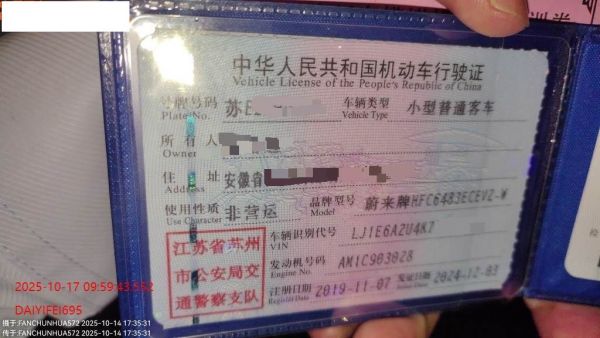 中华人民共和国机动车行驶证
Vehicle License of the People's Republic of China
号牌号码 苏E 车辆类型 小型普通客车
Plate No. Vehicle Type
所有人
Owner
住址 安徽省
Address
使用性质 非营运 品牌型号 蔚来牌HFC6483ECEV2-W
Use Character Model
江苏省苏州
市公安局交
通警察支队
车辆识别代号 LJ1E6A2U4K7
VIN
发动机号码 AM1C903028
Engine No.
注册日期 2019-11-07 发证日期 2024-12-03
Register Date Issue Date
2025-10-17 09:59:43.552
DAIYIFEI695
摄于:FANCHUNHUA572 2025-10-14 17:35:31
传于:FANCHUNHUA572 2025-10-14 17:35:31